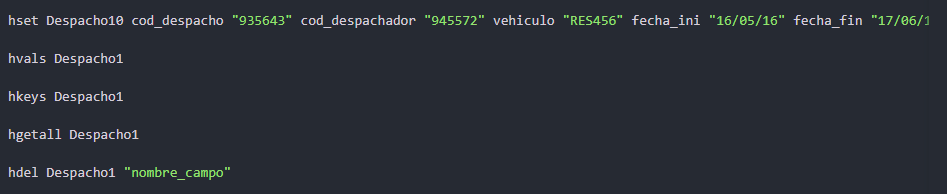 hset Despacho10 cod_despacho "935643" cod_despachador "945572" vehiculo "RES456" fecha_ini "16/05/16" fecha_fin "17/06/1
hvals Despacho1
hkeys Despacho1
hgetall Despacho1
hdel Despacho1 "nombre_campo"